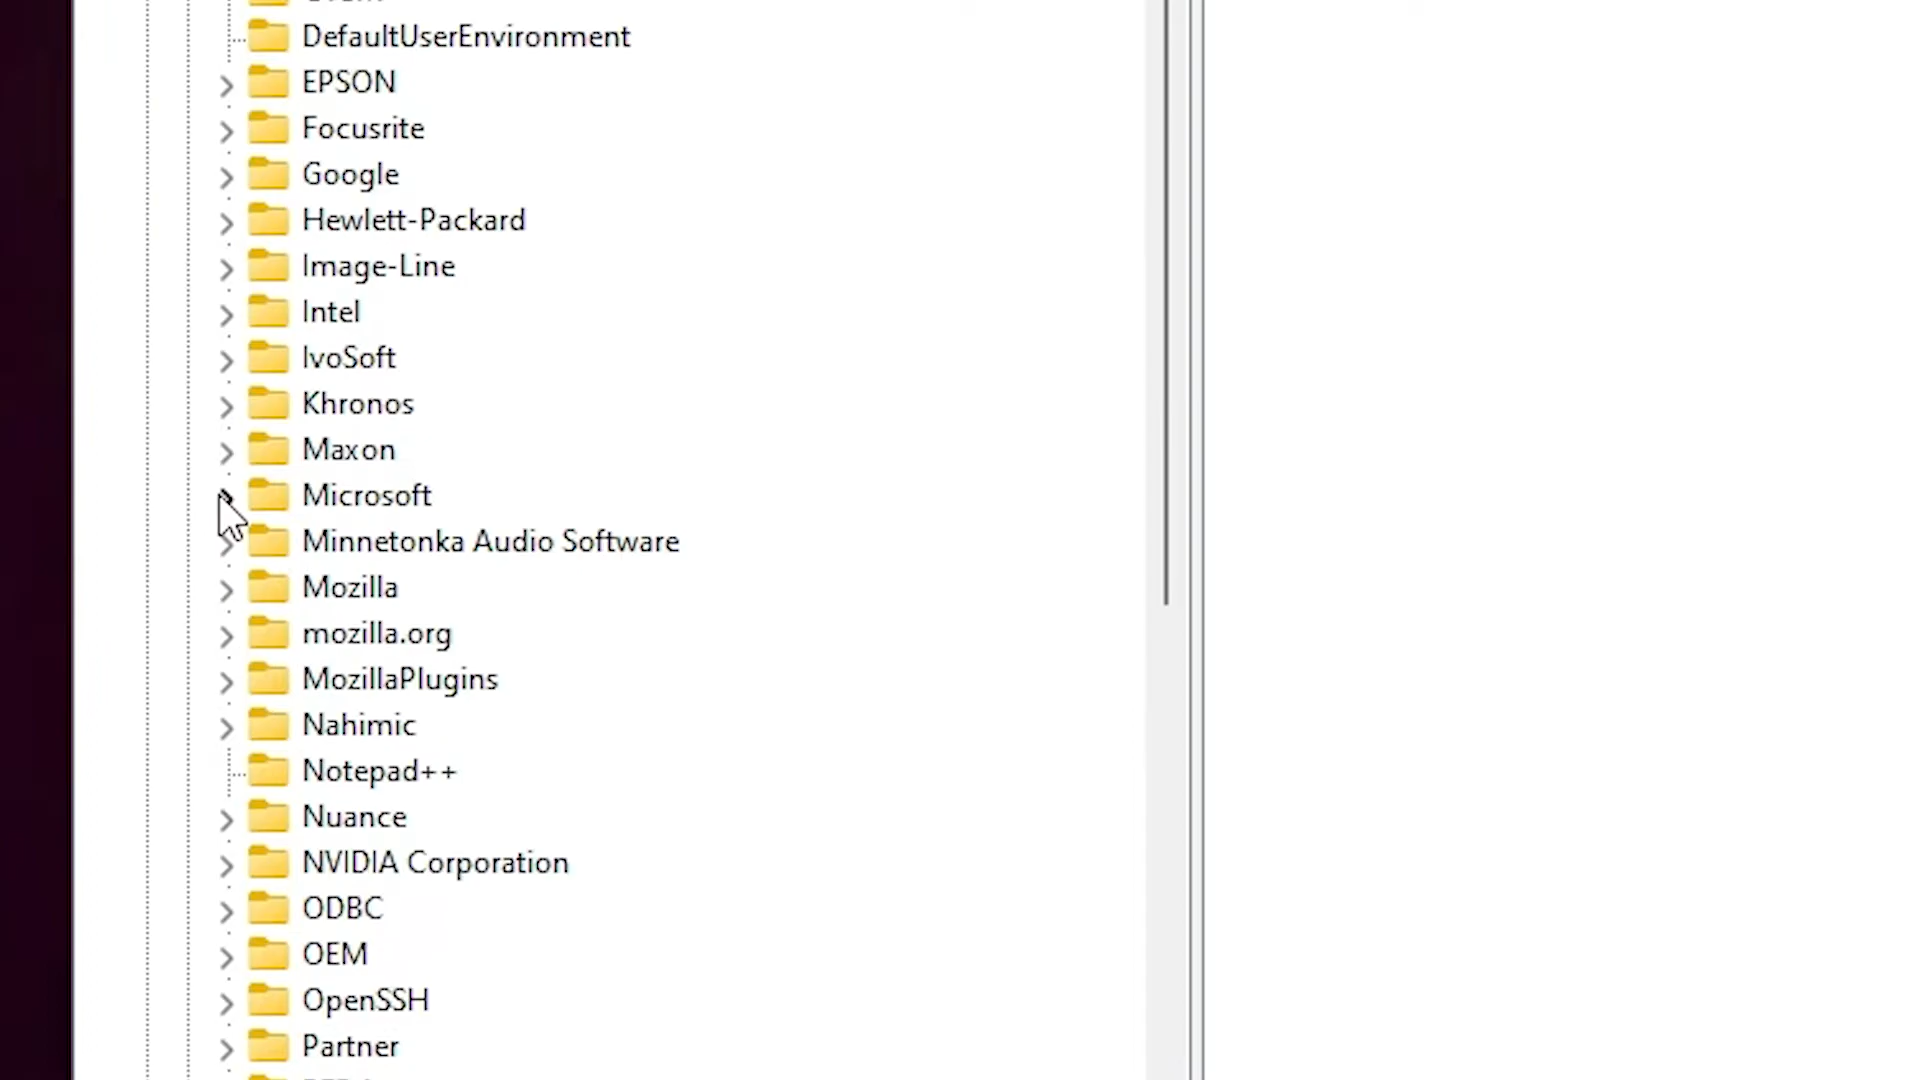 DefaultUserEnvironment
EPSON
Focusrite
Google
Hewlett-Packard
Image-Line
Intel
IvoSoft
Khronos
Maxon
Microsoft
Minnetonka Audio Software
Mozilla
mozilla.org
MozillaPlugins
Nahimic
Notepad++
Nuance
NVIDIA Corporation
ODBC
OEM
OpenSSH
Partner